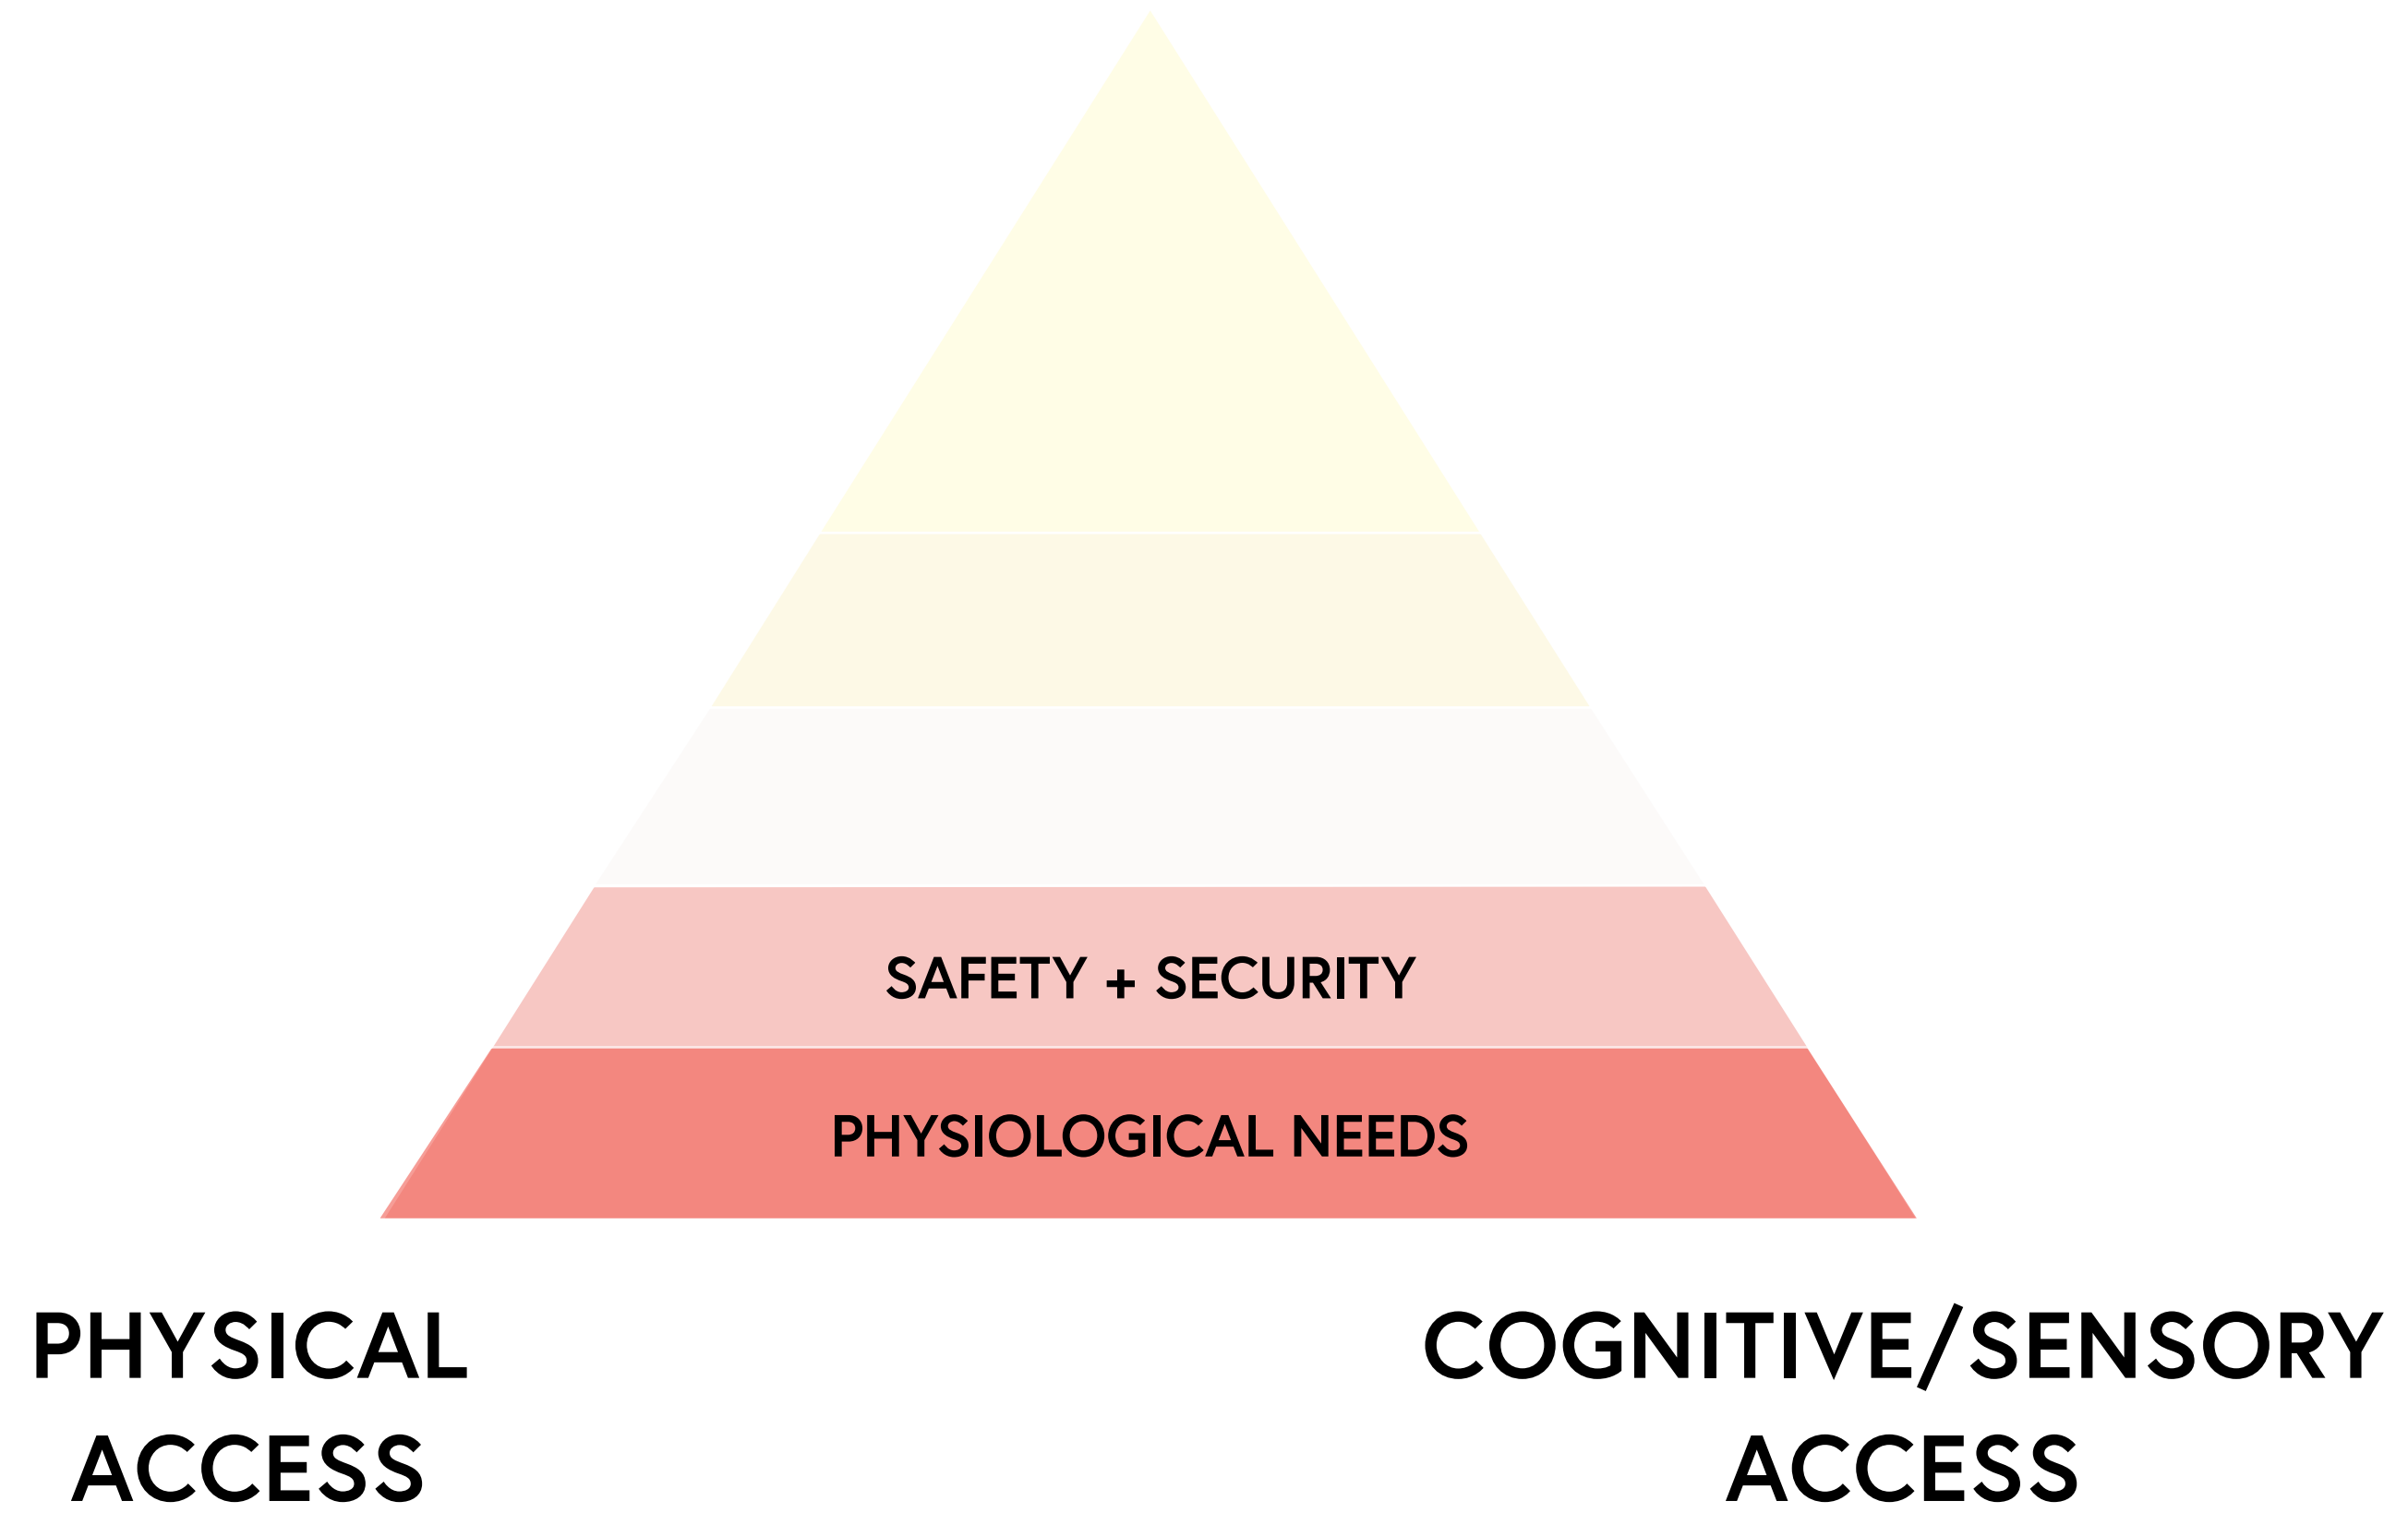 SAFETY + SECURITY
PHYSIOLOGICAL NEEDS
PHYSICAL
ACCESS
COGNITIVE/SENSORY
ACCESS